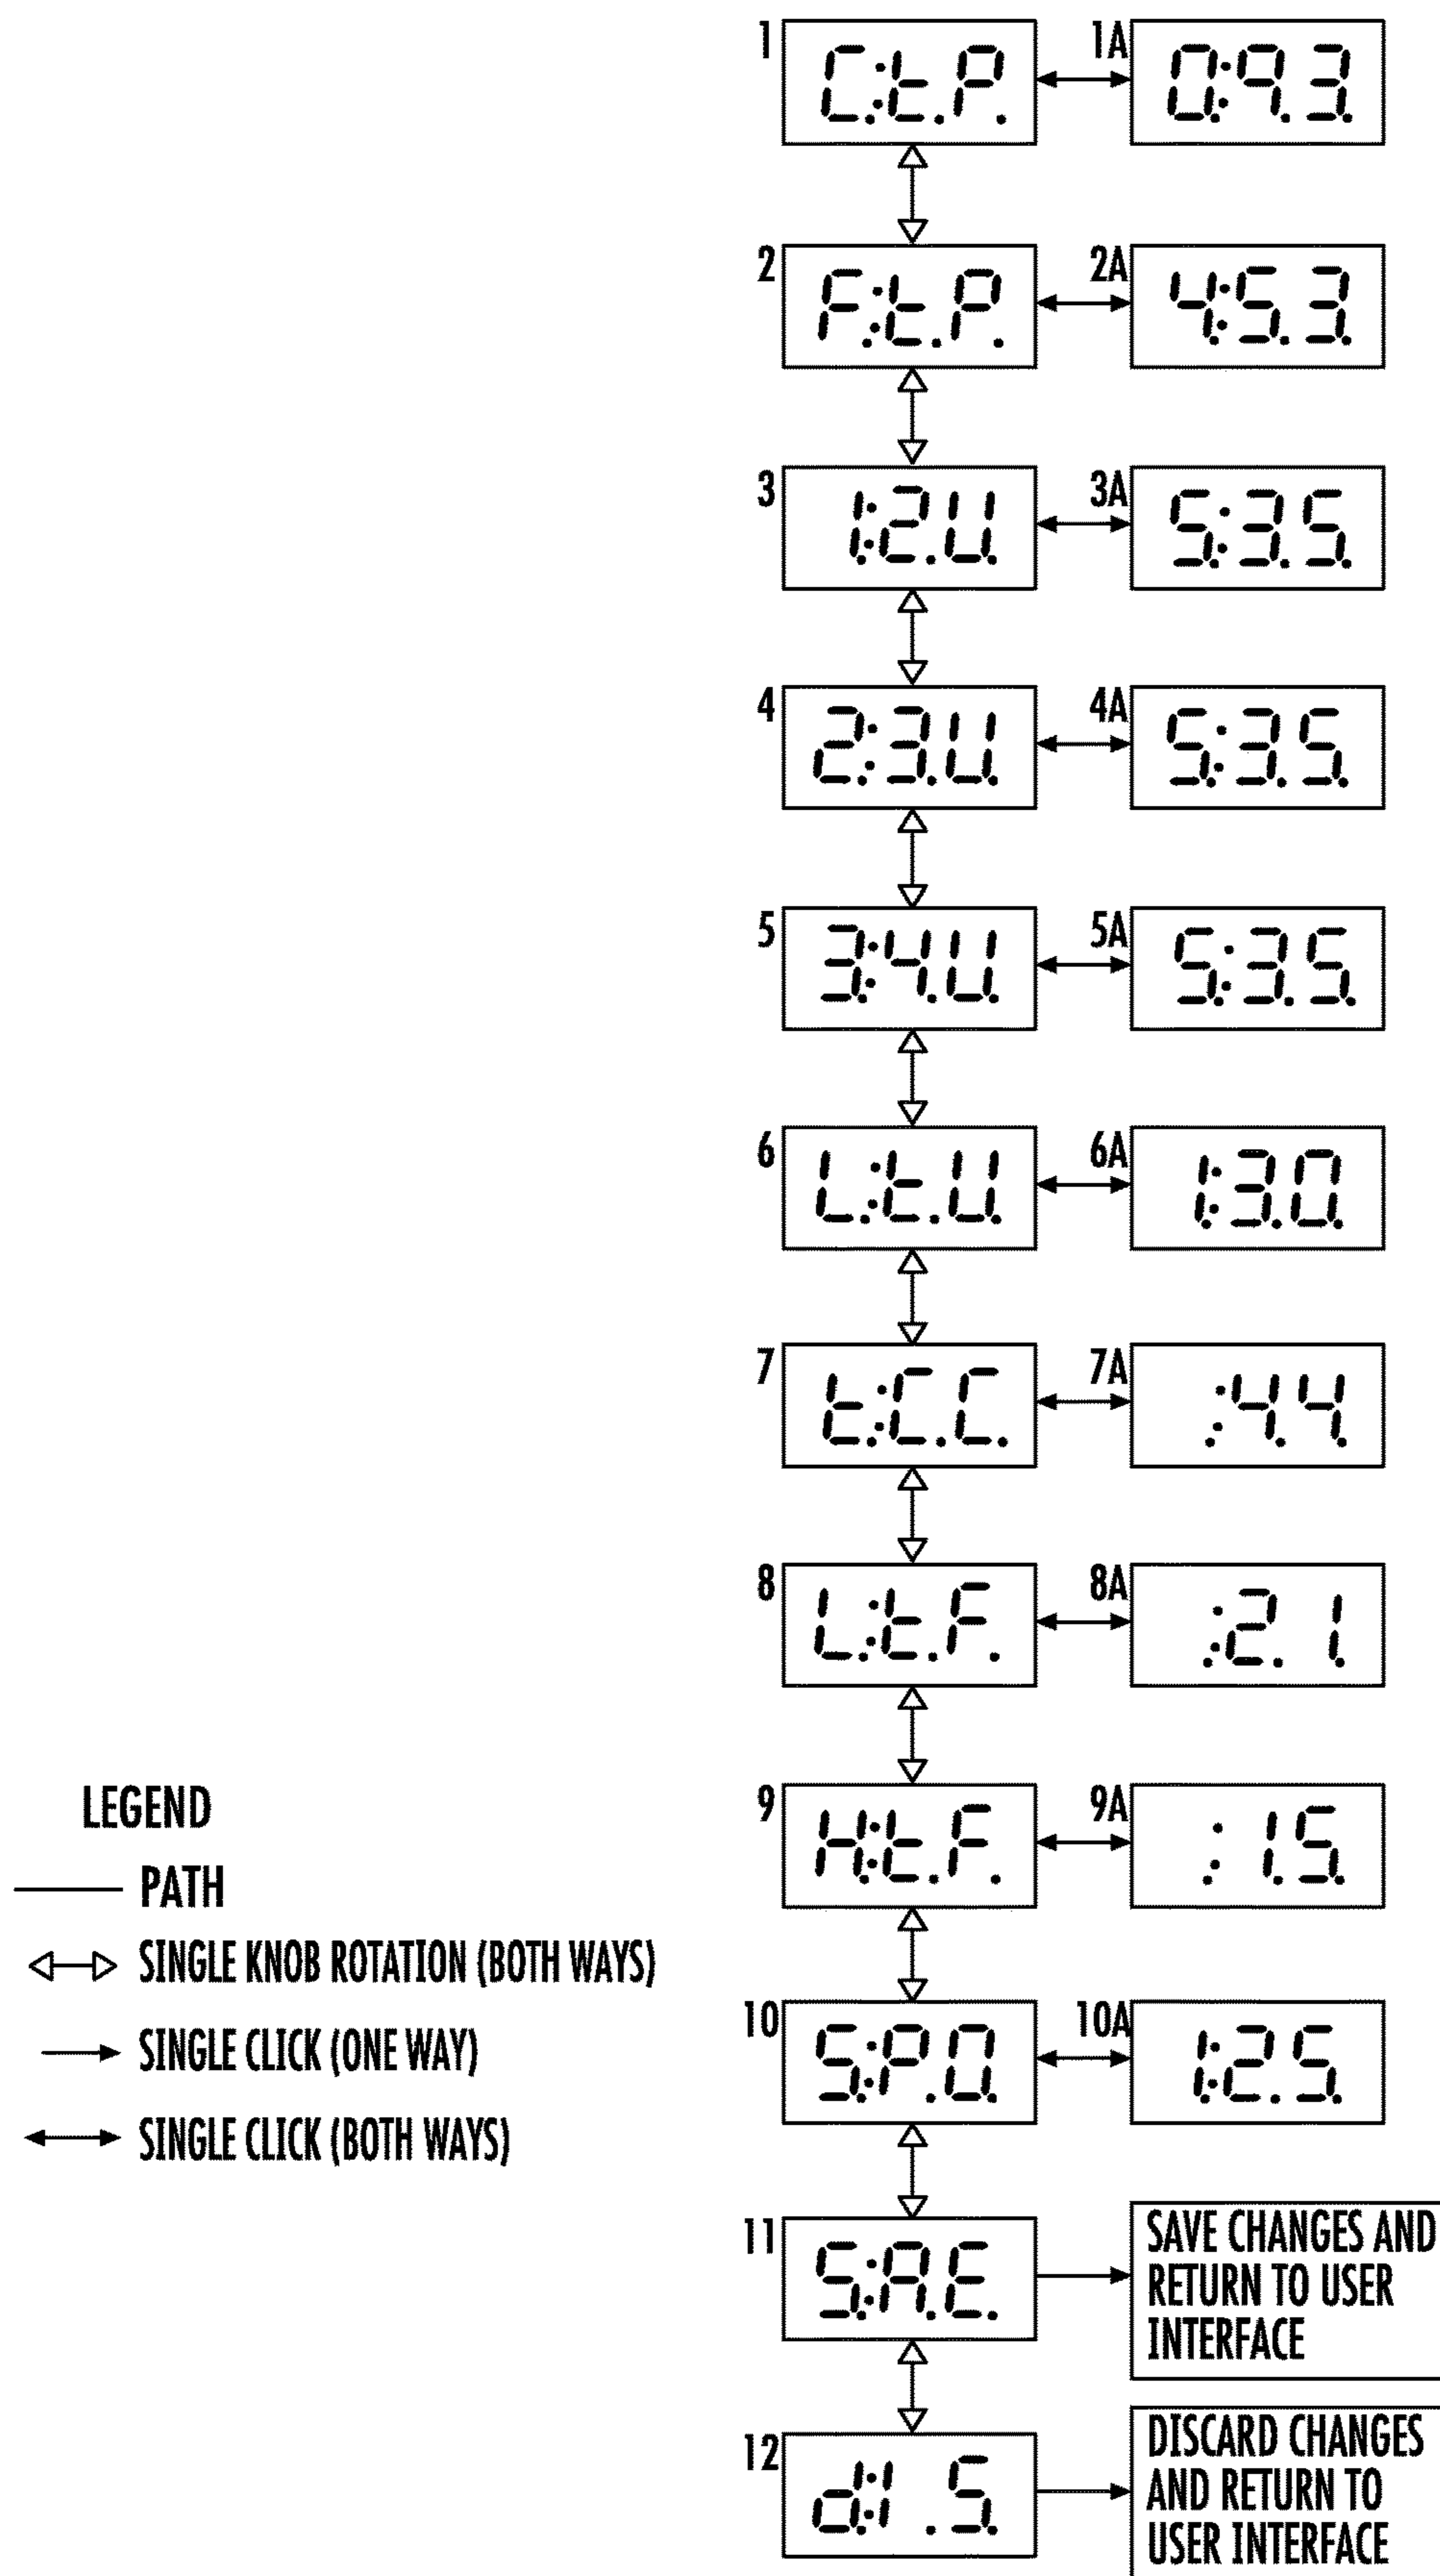 1 C:.t.P. 1A 0:.9.3.
2 F:.t.P. 2A 4:.5.3.
3 1:.2.U. 3A 5:.3.5.
4 2:.3.U. 4A 5:.3.5.
5 3:.4.U. 5A 5:.3.5.
6 L:.t.U. 6A 1:.3.0.
7 t:.C.C. 7A :.4.4.
8 L:.t.F. 8A :.2.1.
9 H:.t.F. 9A :.1.5.
10 5:.P.0. 10A 1:.2.5.
11 S:.A.E. SAVE CHANGES AND
RETURN TO USER
INTERFACE
12 d:.I.S. DISCARD CHANGES
AND RETURN TO
USER INTERFACE
LEGEND
PATH
SINGLE KNOB ROTATION (BOTH WAYS)
SINGLE CLICK (ONE WAY)
SINGLE CLICK (BOTH WAYS)